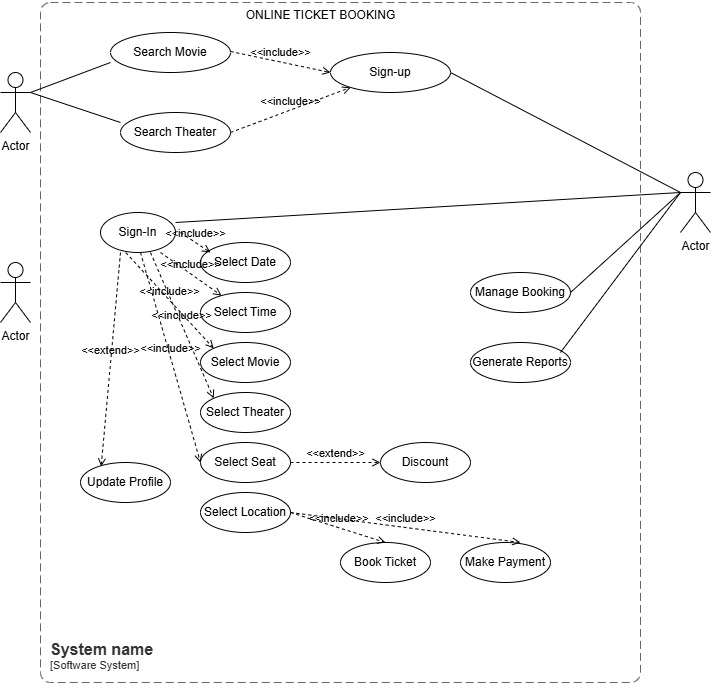 ONLINE TICKET BOOKING
Search Movie
<<include>>
Sign-up
<<include>>
Search Theater
Actor
Actor
Sign-In
<<include>>
Select Date
<<include>>
Actor
<<include>>
Select Time
Manage Booking
<<include>>
<<extend>>
<<include>>
Select Movie
Generate Reports
Select Theater
Select Seat
<<extend>>
Discount
Update Profile
Select Location
<<include>>
<<include>>
Book Ticket
Make Payment
System name
[Software System]